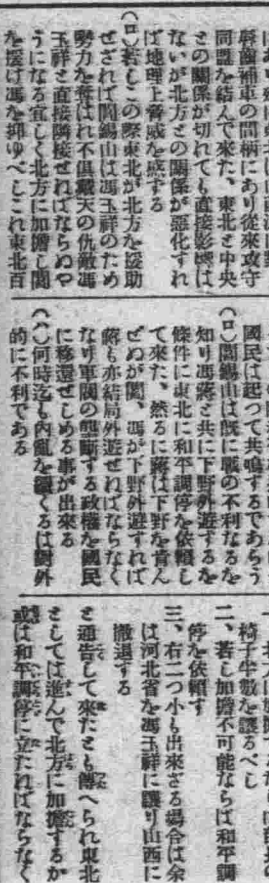 脣齒補車の間柄にあり從來攻守
同盟を結んで來た、東北と中央
との關係が切れても直接影響は
ないが北方との關係が惡化すれ
ば地理上脅威を感ずる
(ロ)若しこの際東北が北方を援助
せざれば閻錫山は馮玉祥のため
勢力を奪はれ不倶戴天の仇敵馮
玉祥と直接隣接せねばならぬや
うになる宜しく北方に加擔し閻
を援け馮を抑ゆべしこれ東北百
國民は起つて共鳴するであらう
(ロ)閻錫山は既に戰の不利なるを
知り馮蔣と共に下野外遊するを
條件に東北に和平調停を依頼し
て來た、然るに蔣は下野を肯ん
ぜぬが閻、馮が下野外遊すれば
蔣も亦結局外遊せねばならなく
なり軍閥の壟斷する政權を國民
に移還せしめる事が出來る
(ハ)何時迄も内亂を續くるは對外
的に不利である
椅子半數を讓るべし
二、若し加擔不可能ならば和平調
停を依頼す
三、右二つ小も出來ざる場合は余
は河北省を馮玉祥に讓り山西に
撤退する
と通告して來たとも傳へられ東北
としては進んで北方に加擔するか
或は和平調停に立たねばならなく